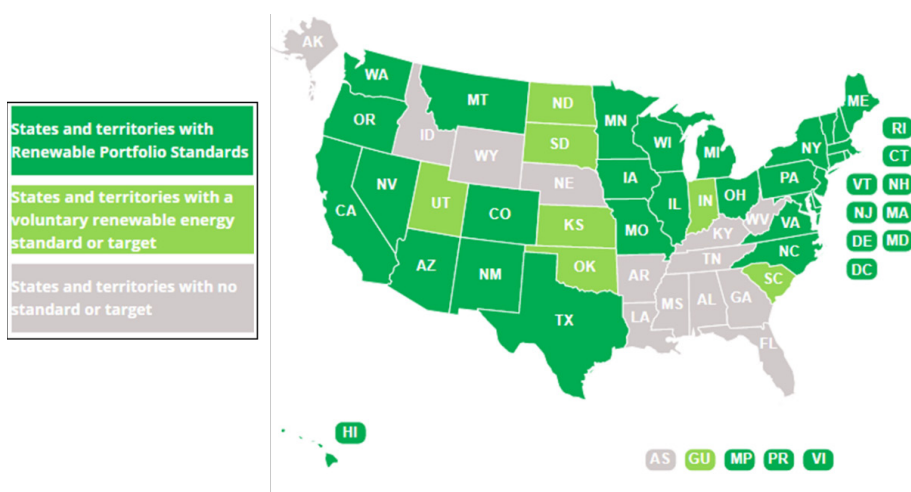 States and territories with
Renewable Portfolio Standards
States and territories with a
voluntary renewable energy
standard or target
States and territories with no
standard or target
AK
WA
MT
ND
MN
ME
OR
ID
SD
WI
MI
NY
RI
WY
CT
NV
NE
IA
PA
UT
CO
IL
IN
OH
VT
NH
CA
KS
MO
WV
VA
NJ
MA
KY
AZ
NM
OK
AR
TN
NC
DE
MD
SC
DC
TX
LA
MS
AL
GA
FL
HI
AS
GU
MP
PR
VI